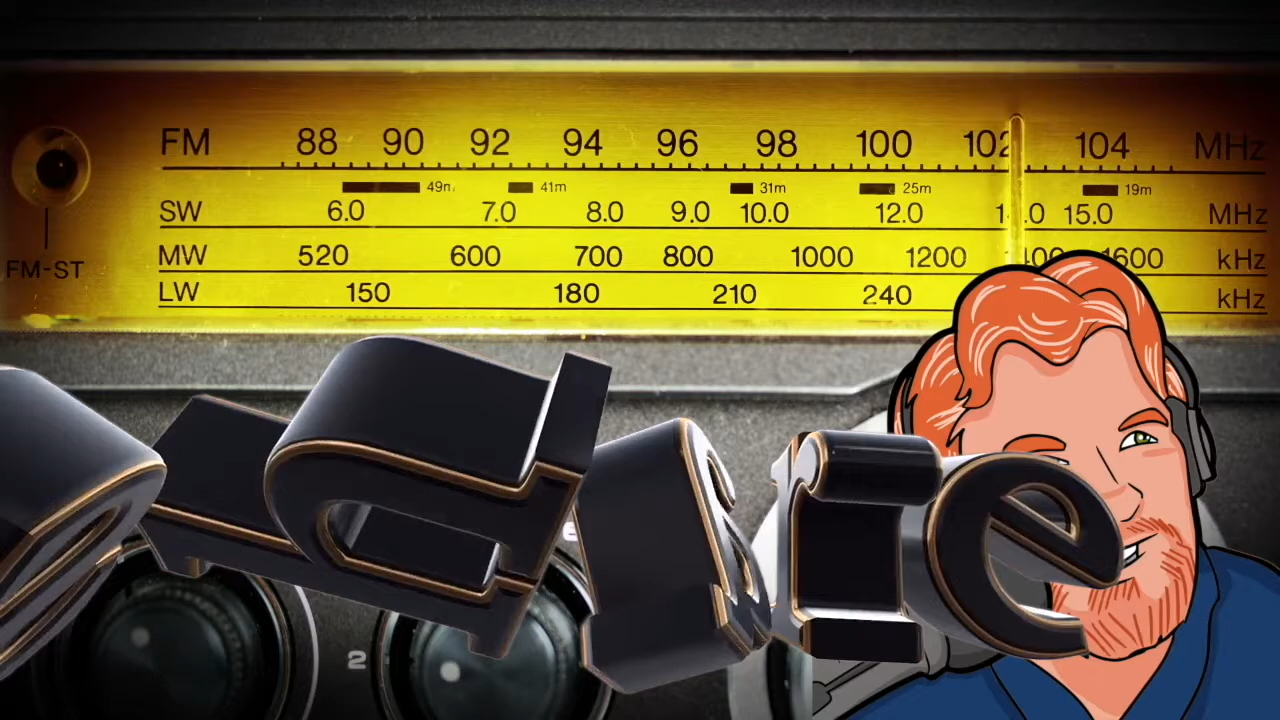 FM 88 90 92 94 96 98 100 102 104 MHz
49m 41m 31m 25m 19m
SW 6.0 7.0 8.0 9.0 10.0 12.0 15.0 MHz
MW 520 600 700 800 1000 1200 1600 kHz
FM-ST
LW 150 180 210 240 kHz
2